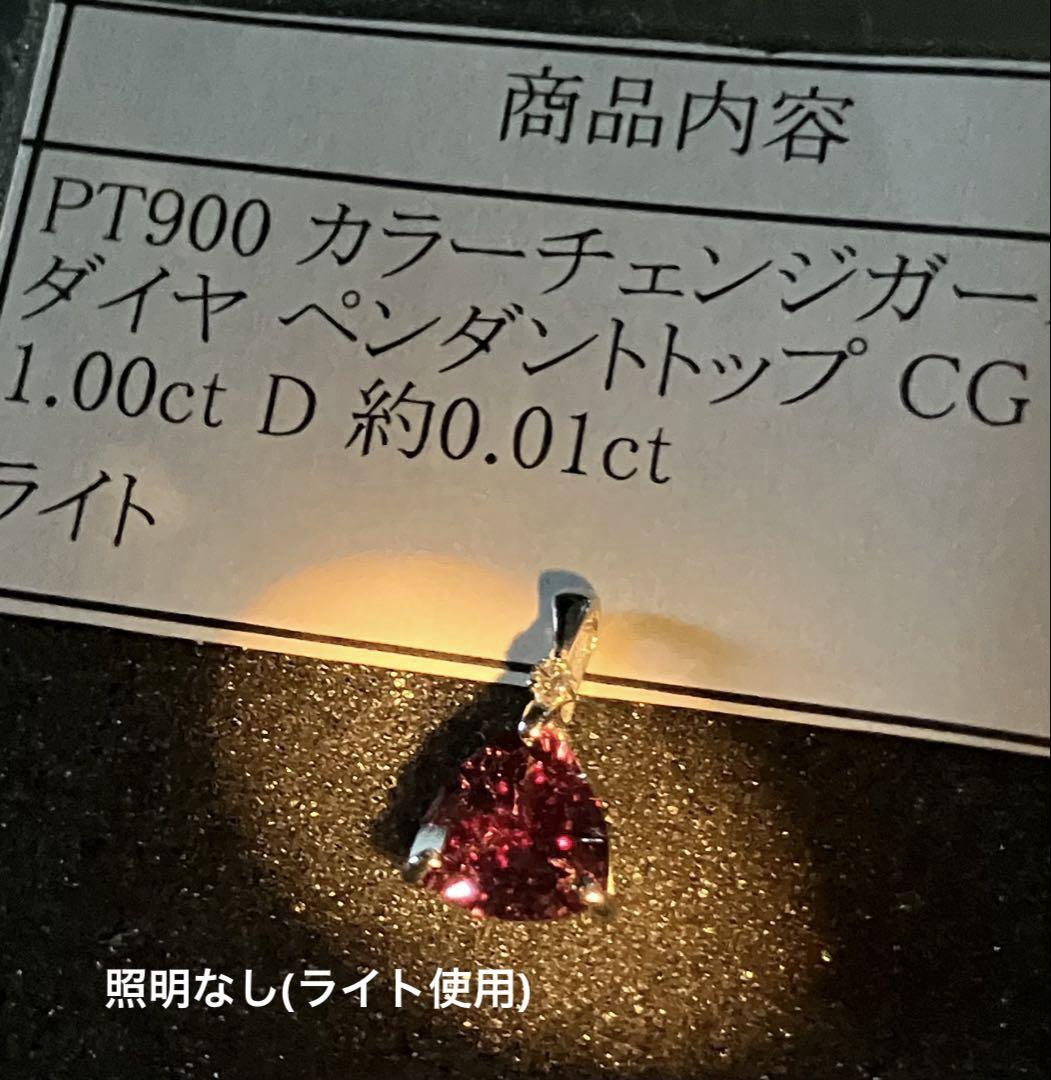 商品内容
PT900 カラーチェンジガー
ダイヤ ペンダントトップ CG
1.00ct D 約0.01ct
ライト
照明なし(ライト使用)